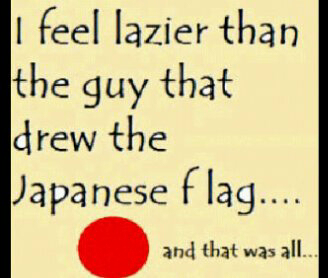 I feel lazier than
the guy that
drew the
Japanese flag....
and that was all...